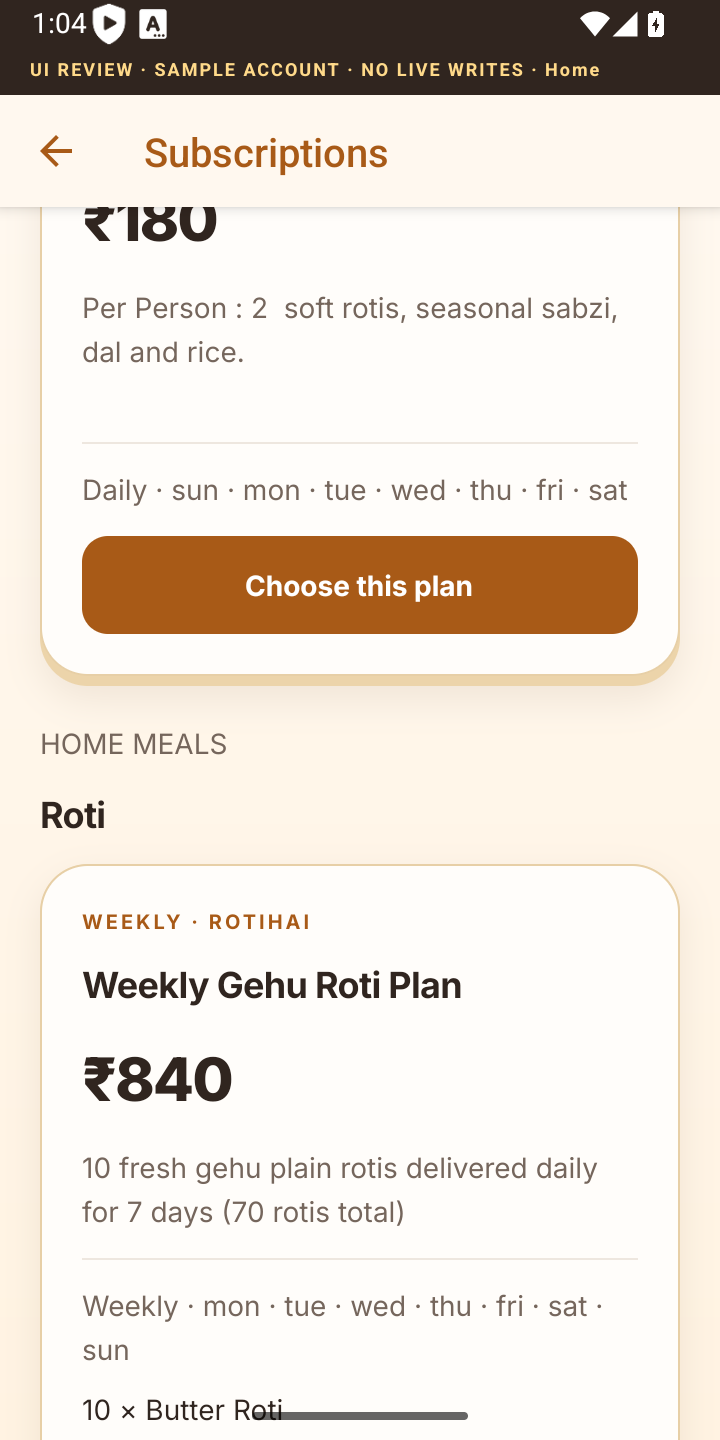 1:04
UI REVIEW · SAMPLE ACCOUNT · NO LIVE WRITES · Home
Subscriptions
₹180
Per Person : 2  soft rotis, seasonal sabzi,
dal and rice.
Daily · sun · mon · tue · wed · thu · fri · sat
Choose this plan
HOME MEALS
Roti
WEEKLY · ROTIHAI
Weekly Gehu Roti Plan
₹840
10 fresh gehu plain rotis delivered daily
for 7 days (70 rotis total)
Weekly · mon · tue · wed · thu · fri · sat ·
sun
10 × Butter Roti